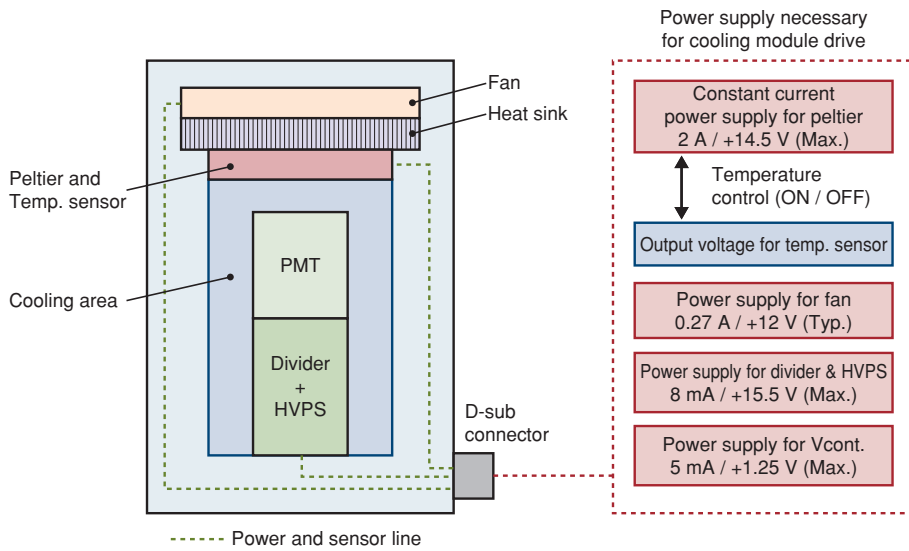 Power supply necessary
for cooling module drive
Fan
Heat sink
Peltier and
Temp. sensor
Cooling area
PMT
Divider
+
HVPS
D-sub
connector
Constant current
power supply for peltier
2 A / +14.5 V (Max.)
Temperature
control (ON / OFF)
Output voltage for temp. sensor
Power supply for fan
0.27 A / +12 V (Typ.)
Power supply for divider & HVPS
8 mA / +15.5 V (Max.)
Power supply for Vcont.
5 mA / +1.25 V (Max.)
Power and sensor line